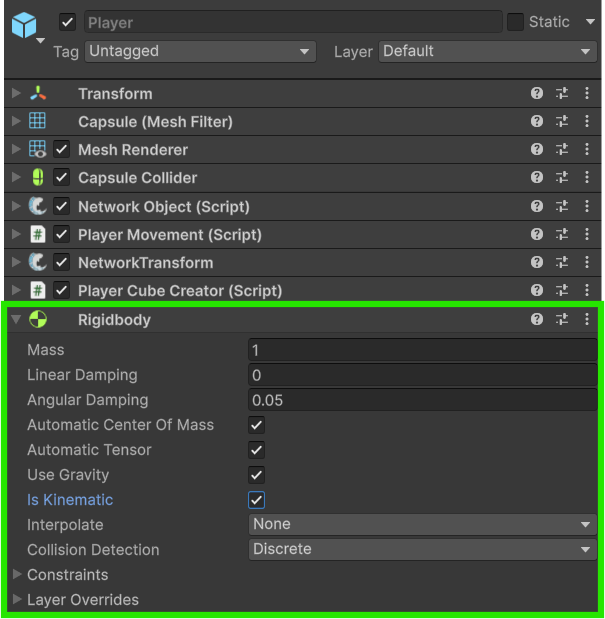 Player
Static
Tag Untagged Layer Default
Transform
Capsule (Mesh Filter)
Mesh Renderer
Capsule Collider
Network Object (Script)
# Player Movement (Script)
NetworkTransform
# Player Cube Creator (Script)
Rigidbody
Mass 1
Linear Damping 0
Angular Damping 0.05
Automatic Center Of Mass
Automatic Tensor
Use Gravity
Is Kinematic
Interpolate None
Collision Detection Discrete
Constraints
Layer Overrides